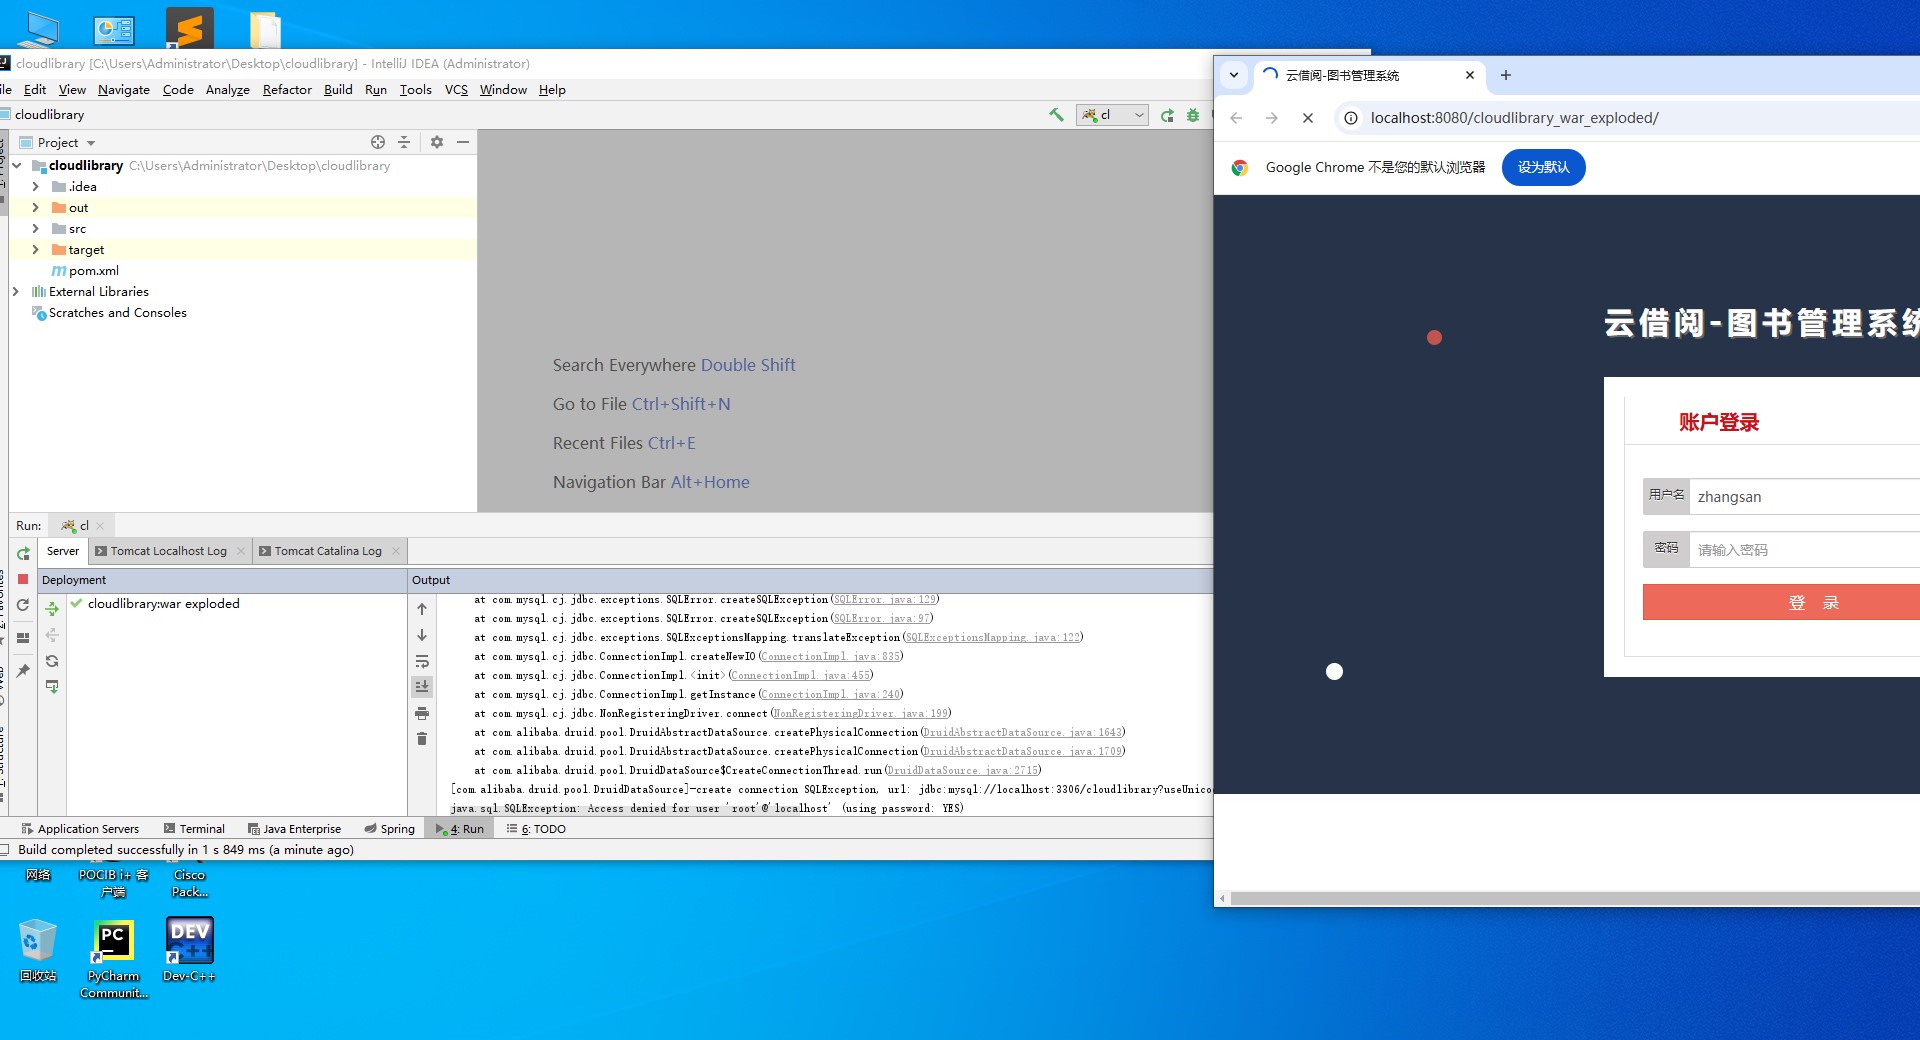 cloudlibrary [C:\Users\Administrator\Desktop\cloudlibrary] - IntelliJ IDEA (Administrator)
Edit View Navigate Code Analyze Refactor Build Run Tools VCS Window Help
cloudlibrary
cl
Project
cloudlibrary C:\Users\Administrator\Desktop\cloudlibrary
.idea
out
src
target
pom.xml
External Libraries
Scratches and Consoles
Search Everywhere Double Shift
Go to File Ctrl+Shift+N
Recent Files Ctrl+E
Navigation Bar Alt+Home
Run: cl
Server Tomcat Localhost Log Tomcat Catalina Log
Deployment Output
cloudlibrary:war exploded
at com.mysql.cj.jdbc.exceptions.SQLError.createSQLException(SQLError.java:129)
at com.mysql.cj.jdbc.exceptions.SQLError.createSQLException(SQLError.java:97)
at com.mysql.cj.jdbc.exceptions.SQLExceptionsMapping.translateException(SQLExceptionsMapping.java:122)
at com.mysql.cj.jdbc.ConnectionImpl.createNewIO(ConnectionImpl.java:835)
at com.mysql.cj.jdbc.ConnectionImpl.<init>(ConnectionImpl.java:455)
at com.mysql.cj.jdbc.ConnectionImpl.getInstance(ConnectionImpl.java:240)
at com.mysql.cj.jdbc.NonRegisteringDriver.connect(NonRegisteringDriver.java:199)
at com.alibaba.druid.pool.DruidAbstractDataSource.createPhysicalConnection(DruidAbstractDataSource.java:1643)
at com.alibaba.druid.pool.DruidAbstractDataSource.createPhysicalConnection(DruidAbstractDataSource.java:1709)
at com.alibaba.druid.pool.DruidDataSource$CreateConnectionThread.run(DruidDataSource.java:2715)
[com.alibaba.druid.pool.DruidDataSource]-create connection SQLException, url: jdbc:mysql://localhost:3306/cloudlibrary?useUnico
java.sql.SQLException: Access denied for user 'root'@'localhost' (using password: YES)
Application Servers Terminal Java Enterprise Spring 4: Run 6: TODO
Build completed successfully in 1 s 849 ms (a minute ago)
云借阅-图书管理系统
localhost:8080/cloudlibrary_war_exploded/
Google Chrome 不是您的默认浏览器 设为默认
云借阅-图书管理系统
账户登录
用户名 zhangsan
密码 请输入密码
登 录
网络
POCIB i+ 客户端
Cisco Pack...
DEV C++
PC
回收站
PyCharm Communit...
Dev-C++